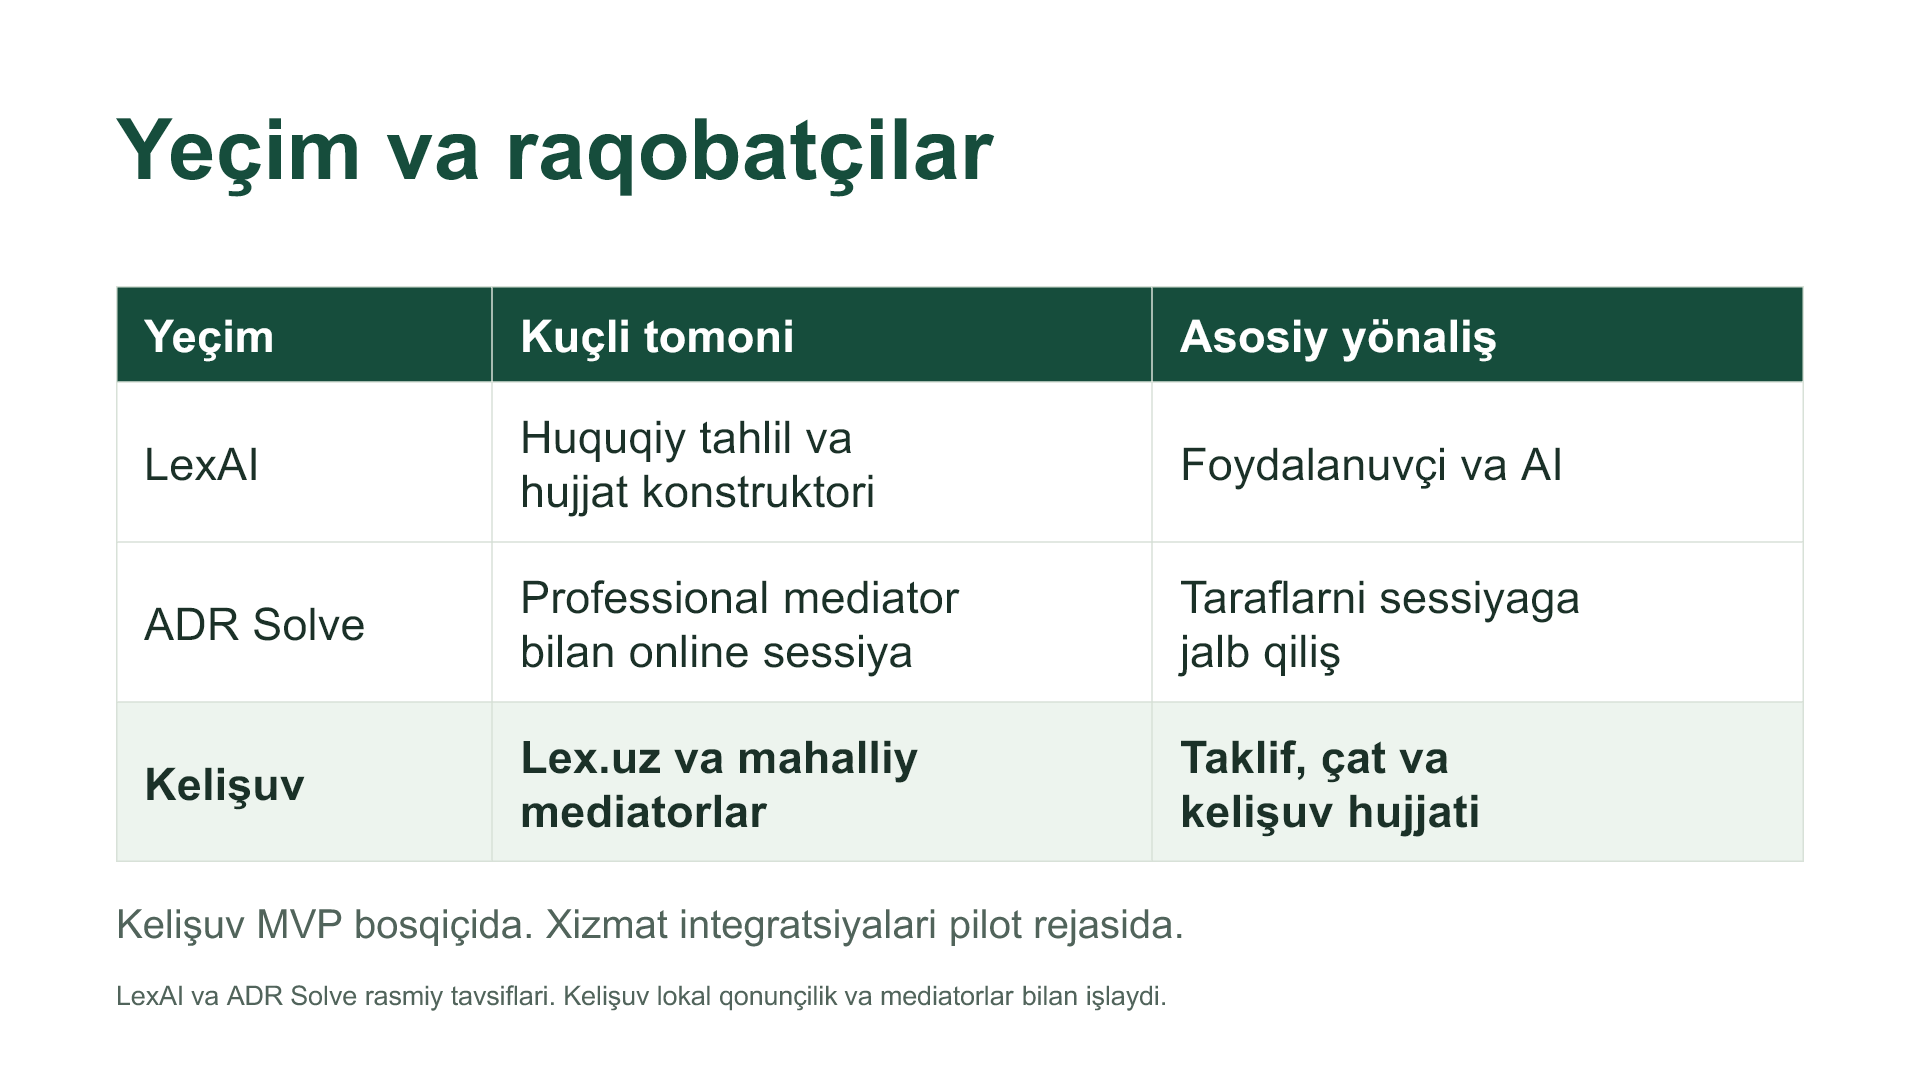 Yeçim va raqobatçilar
Yeçim
Kuçli tomoni
Asosiy yönaliş
LexAI
Huquqiy tahlil va
hujjat konstruktori
Foydalanuvçi va AI
ADR Solve
Professional mediator
bilan online sessiya
Taraflarni sessiyaga
jalb qiliş
Kelişuv
Lex.uz va mahalliy
mediatorlar
Taklif, çat va
kelişuv hujjati
Kelişuv MVP bosqiçida. Xizmat integratsiyalari pilot rejasida.
LexAI va ADR Solve rasmiy tavsiflari. Kelişuv lokal qonunçilik va mediatorlar bilan işlaydi.